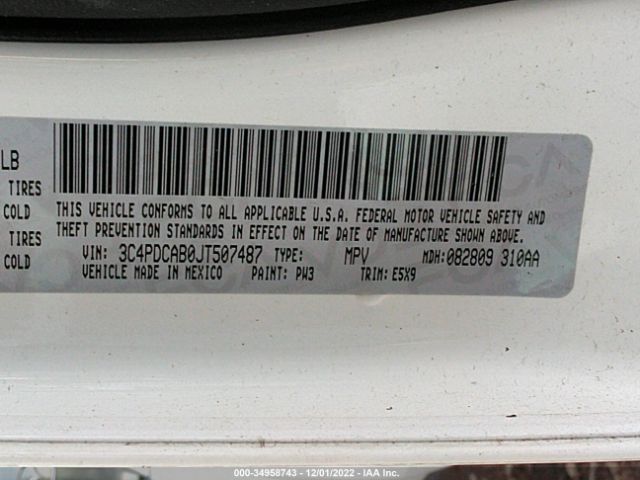 LB
TIRES
COLD
TIRES
COLD
THIS VEHICLE CONFORMS TO ALL APPLICABLE U.S.A. FEDERAL MOTOR VEHICLE SAFETY AND
THEFT PREVENTION STANDARDS IN EFFECT ON THE DATE OF MANUFACTURE SHOWN ABOVE.
VIN: 3C4PDCAB0JT507487 TYPE: MPV MDH:082809 310AA
VEHICLE MADE IN MEXICO PAINT: PW3 TRIM: E5X9
000-34958743 / 12/01/2022 - IAA Inc.